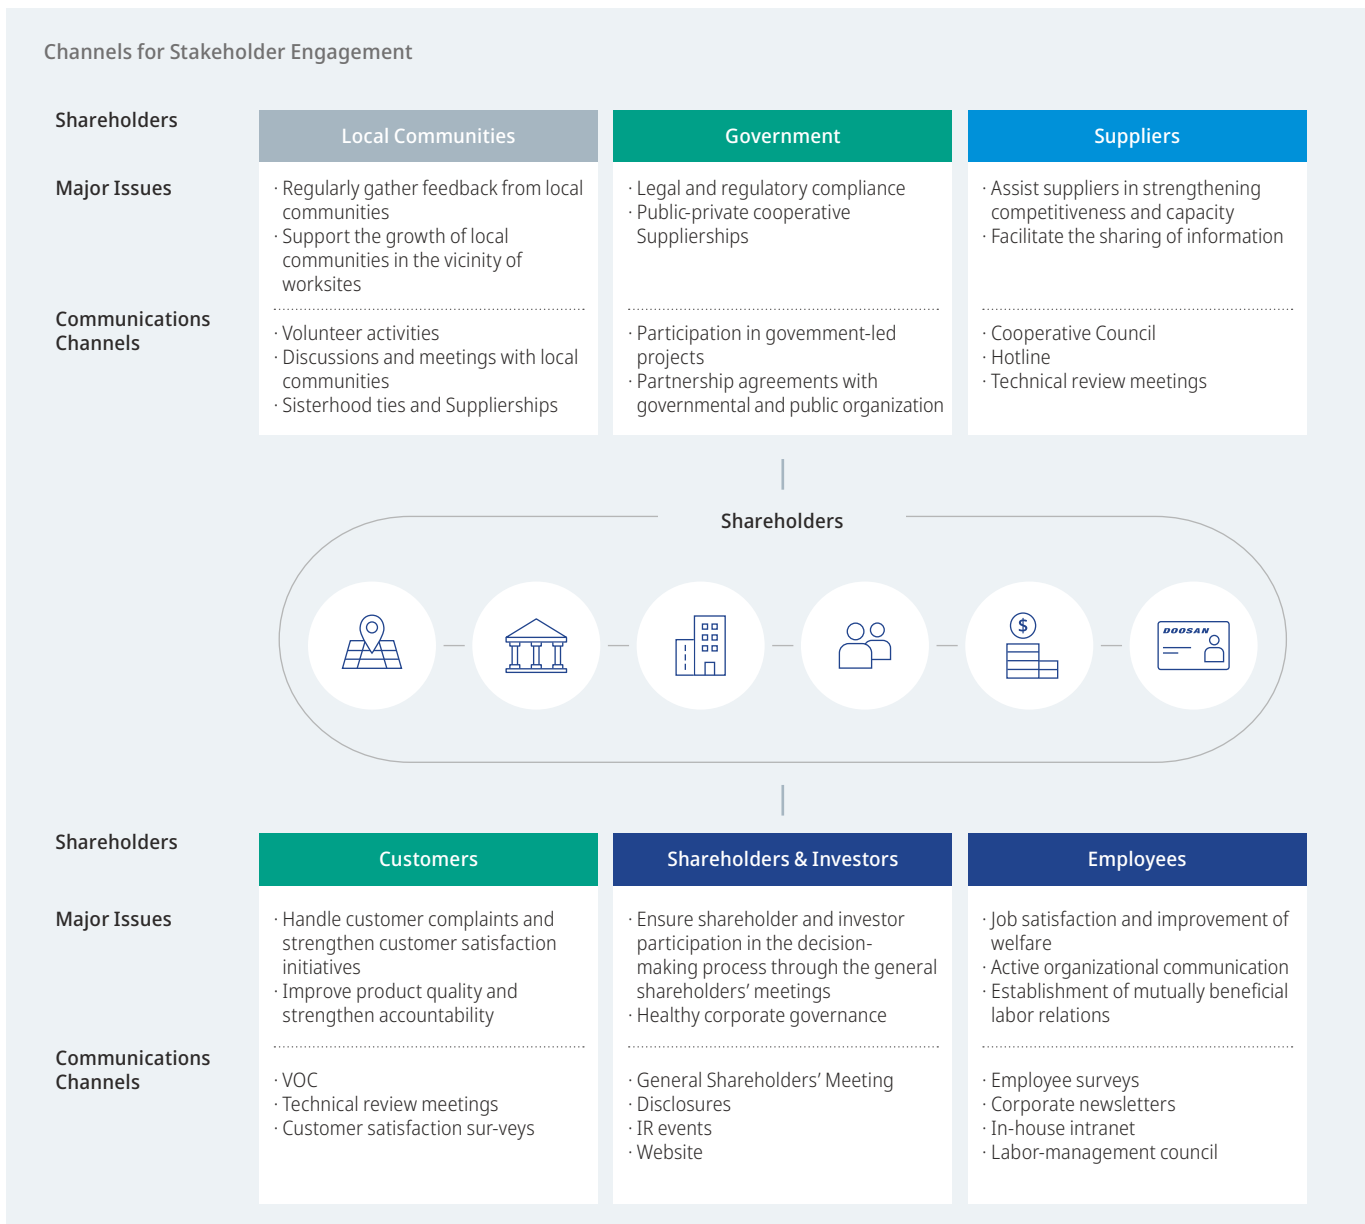 Channels for Stakeholder Engagement
Shareholders
Local Communities
Government
Suppliers
Major Issues
· Regularly gather feedback from local
communities
· Support the growth of local
communities in the vicinity of
worksites
· Legal and regulatory compliance
· Public-private cooperative
Supplierships
· Assist suppliers in strengthening
competitiveness and capacity
· Facilitate the sharing of information
Communications
Channels
· Volunteer activities
· Discussions and meetings with local
communities
· Sisterhood ties and Supplierships
· Participation in govemment-led
projects
· Partnership agreements with
governmental and public organization
· Cooperative Council
· Hotline
· Technical review meetings
Shareholders
$
DOOSAN
Shareholders
Customers
Shareholders & Investors
Employees
Major Issues
· Handle customer complaints and
strengthen customer satisfaction
initiatives
· Improve product quality and
strengthen accountability
· Ensure shareholder and investor
participation in the decision-
making process through the general
shareholders’ meetings
· Healthy corporate governance
· Job satisfaction and improvement of
welfare
· Active organizational communication
· Establishment of mutually beneficial
labor relations
Communications
Channels
· VOC
· Technical review meetings
· Customer satisfaction sur-veys
· General Shareholders’ Meeting
· Disclosures
· IR events
· Website
· Employee surveys
· Corporate newsletters
· In-house intranet
· Labor-management council